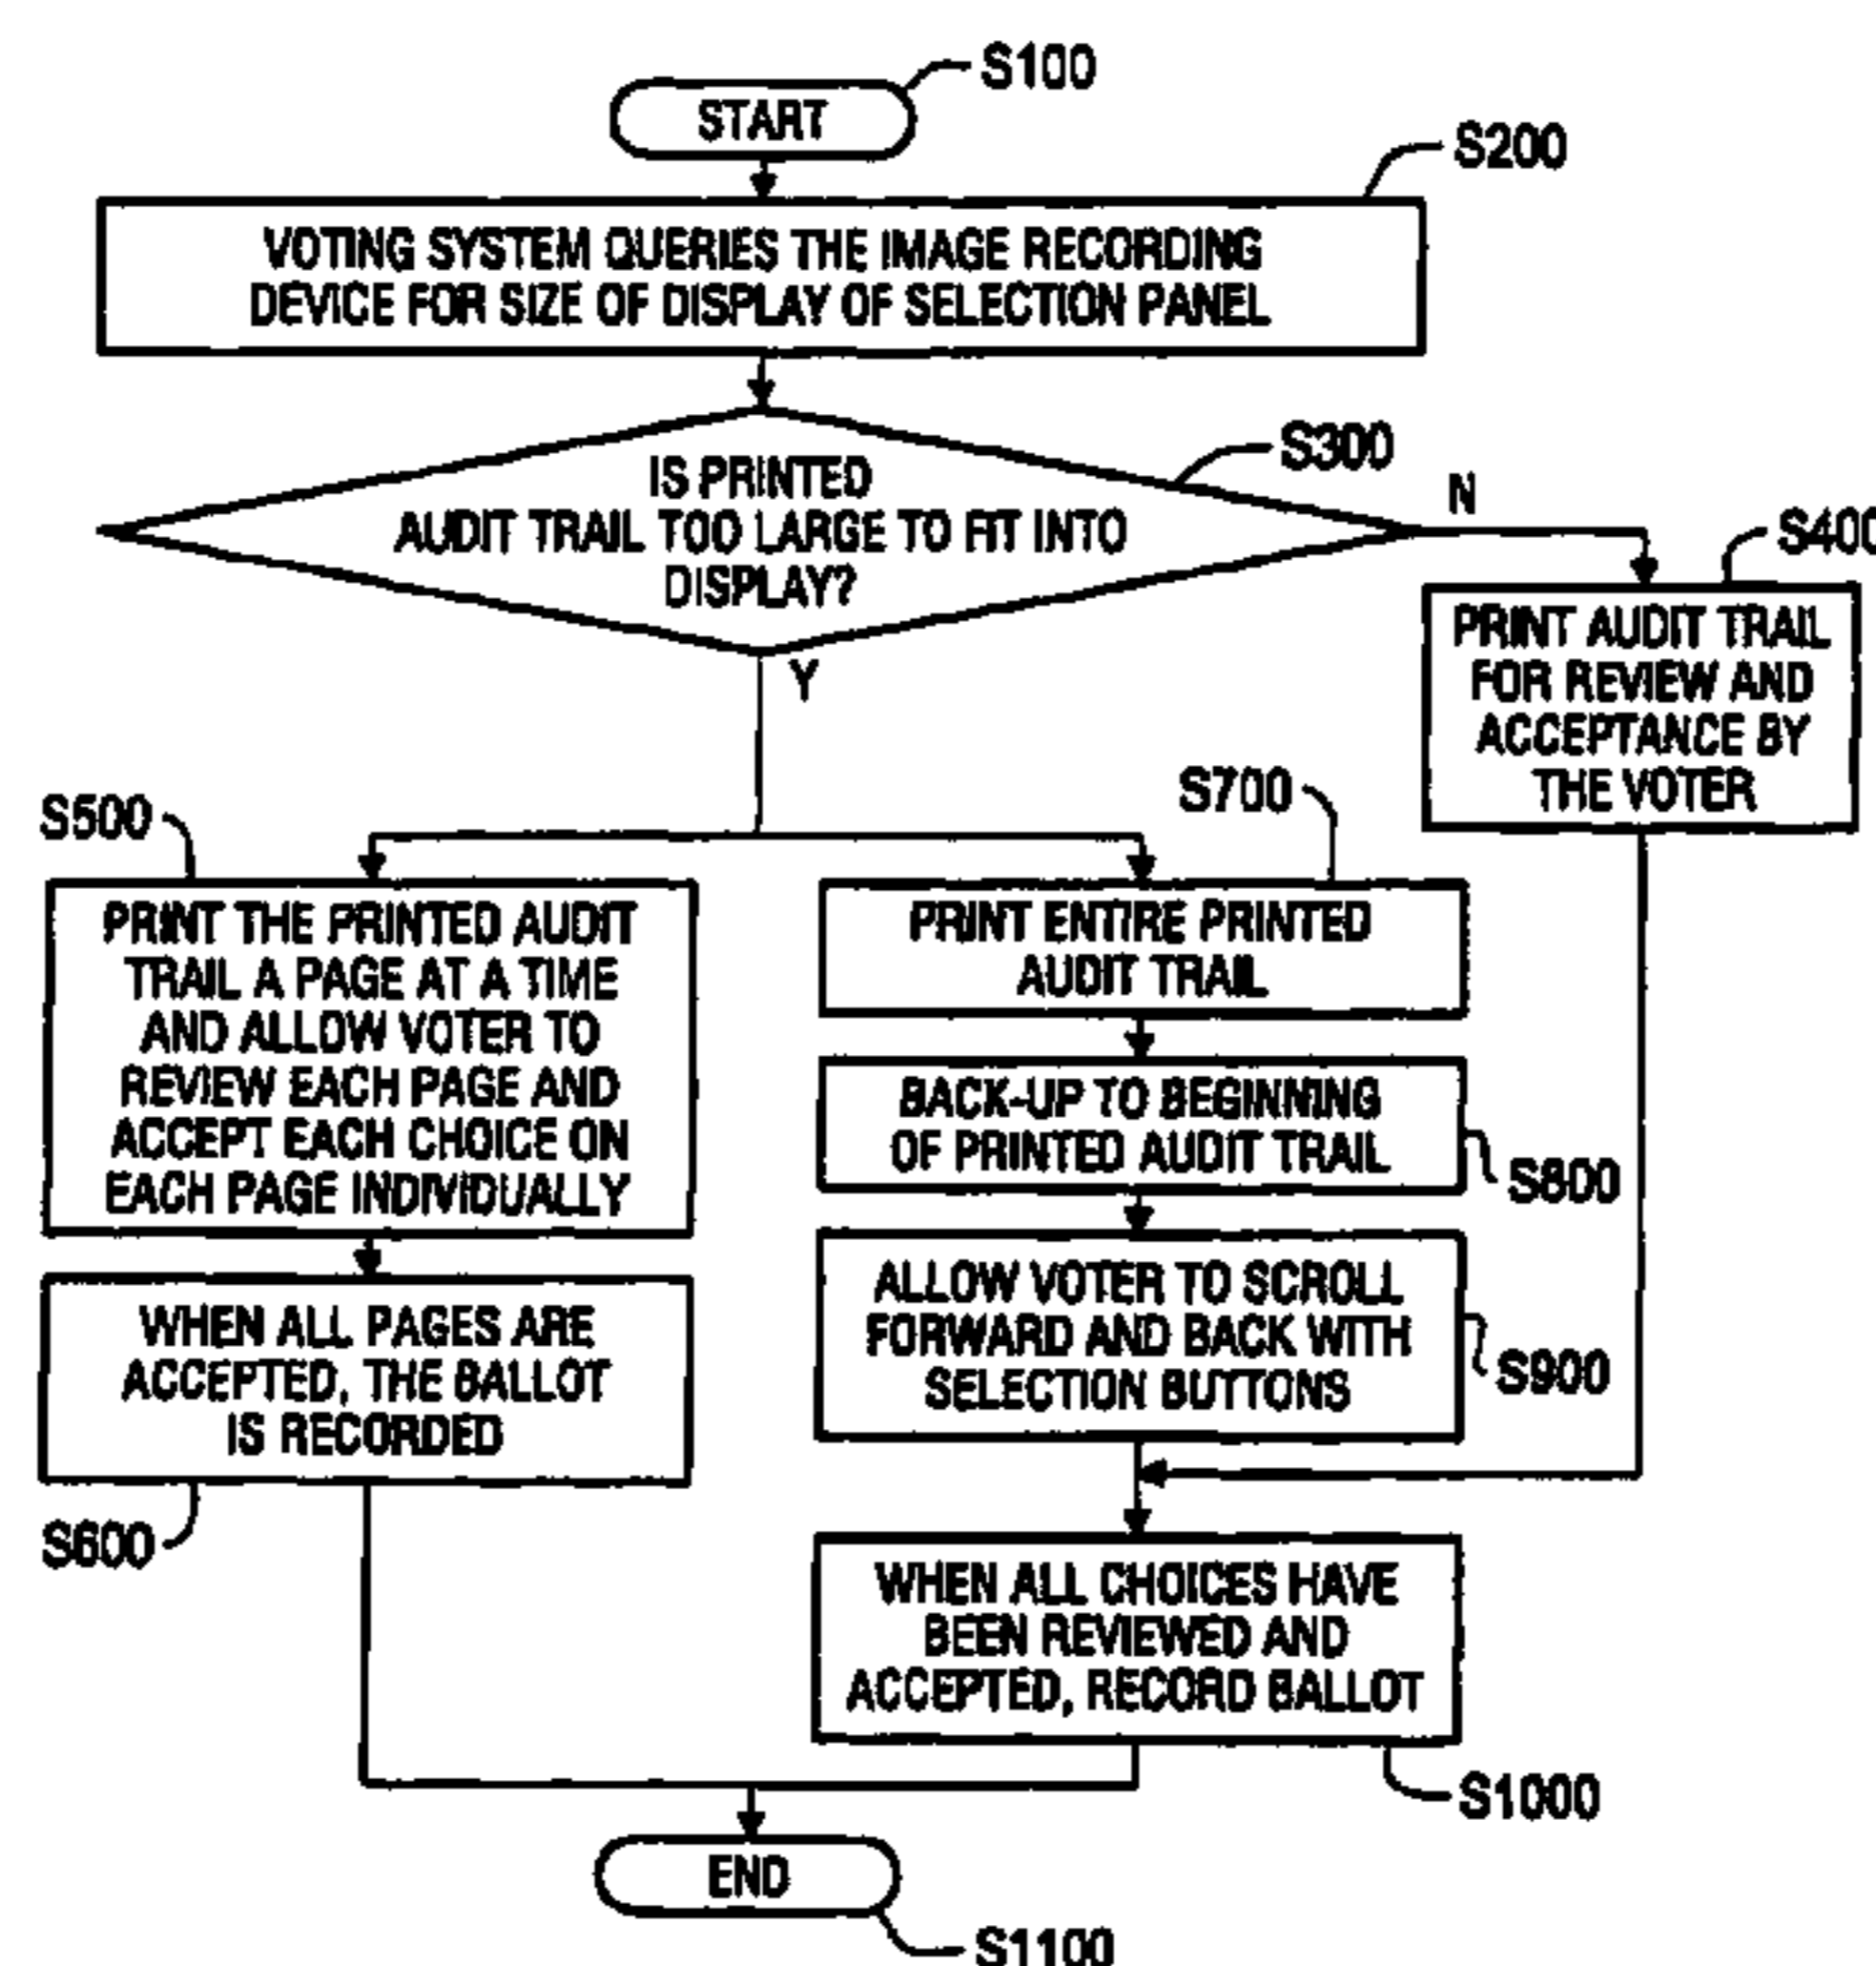 S100
START
S200
VOTING SYSTEM QUERIES THE IMAGE RECORDING
DEVICE FOR SIZE OF DISPLAY OF SELECTION PANEL
S300
IS PRINTED
AUDIT TRAIL TOO LARGE TO FIT INTO
DISPLAY?
N
Y
S400
PRINT AUDIT TRAIL
FOR REVIEW AND
ACCEPTANCE BY
THE VOTER
S500
PRINT THE PRINTED AUDIT
TRAIL A PAGE AT A TIME
AND ALLOW VOTER TO
REVIEW EACH PAGE AND
ACCEPT EACH CHOICE ON
EACH PAGE INDIVIDUALLY
WHEN ALL PAGES ARE
ACCEPTED, THE BALLOT
IS RECORDED
S600
S700
PRINT ENTIRE PRINTED
AUDIT TRAIL
BACK-UP TO BEGINNING
OF PRINTED AUDIT TRAIL
S800
ALLOW VOTER TO SCROLL
FORWARD AND BACK WITH
SELECTION BUTTONS
S900
WHEN ALL CHOICES HAVE
BEEN REVIEWED AND
ACCEPTED, RECORD BALLOT
S1000
END
S1100